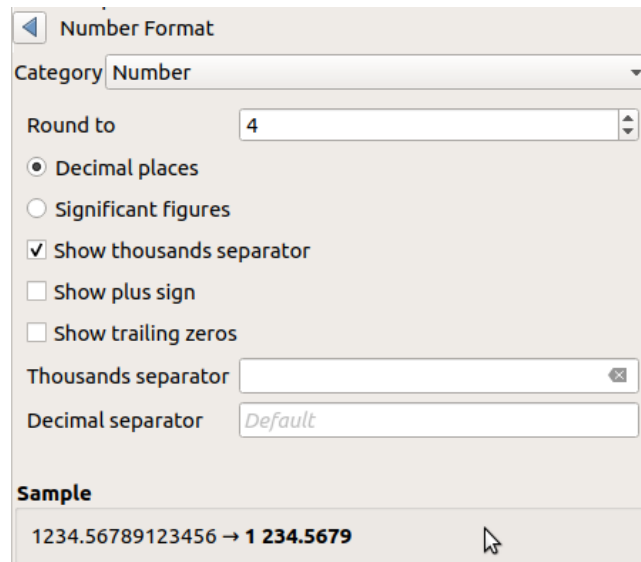 Number Format
Category Number
Round to 4
Decimal places
Significant figures
Show thousands separator
Show plus sign
Show trailing zeros
Thousands separator
Decimal separator Default
Sample
1234.56789123456 → 1 234.5679